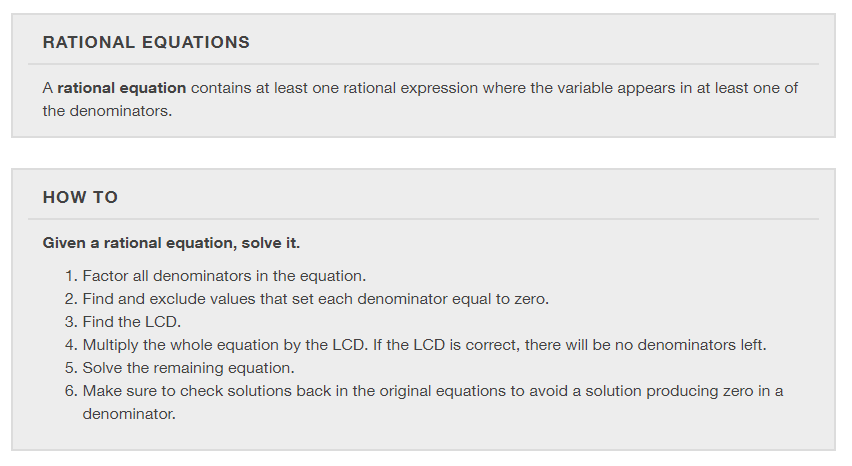 RATIONAL EQUATIONS
A rational equation contains at least one rational expression where the variable appears in at least one of
the denominators.
HOW TO
Given a rational equation, solve it.
1. Factor all denominators in the equation.
2. Find and exclude values that set each denominator equal to zero.
3. Find the LCD.
4. Multiply the whole equation by the LCD. If the LCD is correct, there will be no denominators left.
5. Solve the remaining equation.
6. Make sure to check solutions back in the original equations to avoid a solution producing zero in a
denominator.